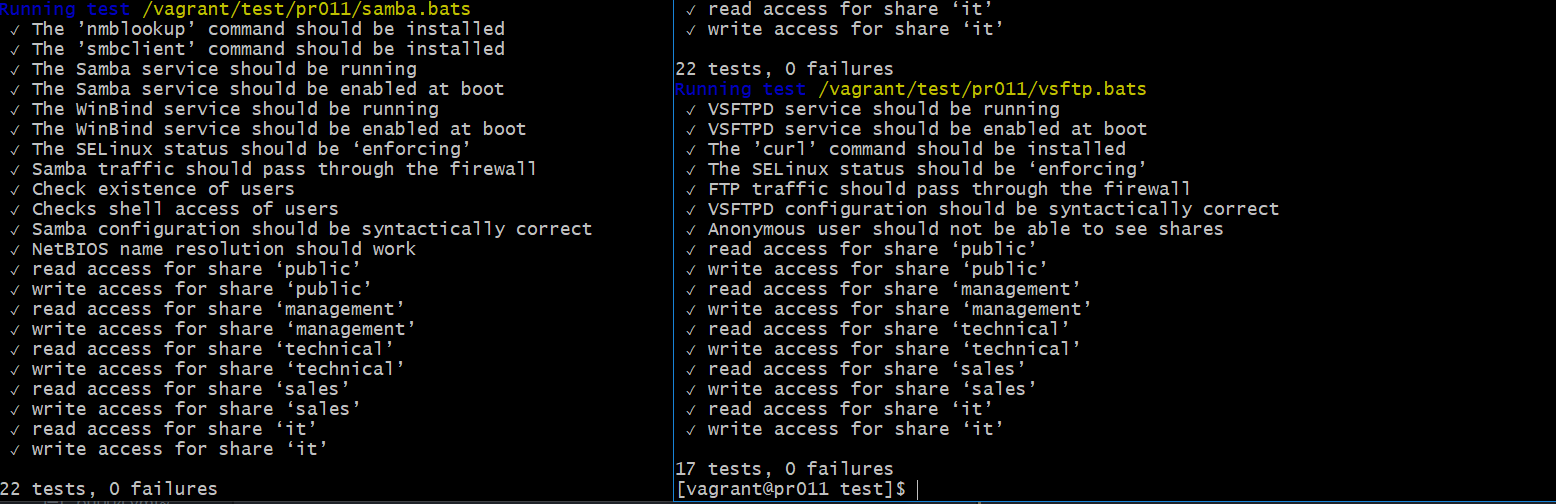 Running test /vagrant/test/pr011/samba.bats
✓ The ’nmblookup’ command should be installed
✓ The ’smbclient’ command should be installed
✓ The Samba service should be running
✓ The Samba service should be enabled at boot
✓ The WinBind service should be running
✓ The WinBind service should be enabled at boot
✓ The SELinux status should be ‘enforcing’
✓ Samba traffic should pass through the firewall
✓ Check existence of users
✓ Checks shell access of users
✓ Samba configuration should be syntactically correct
✓ NetBIOS name resolution should work
✓ read access for share ‘public’
✓ write access for share ‘public’
✓ read access for share ‘management’
✓ write access for share ‘management’
✓ read access for share ‘technical’
✓ write access for share ‘technical’
✓ read access for share ‘sales’
✓ write access for share ‘sales’
✓ read access for share ‘it’
✓ write access for share ‘it’
22 tests, 0 failures
✓ read access for share ‘it’
✓ write access for share ‘it’
22 tests, 0 failures
Running test /vagrant/test/pr011/vsftp.bats
✓ VSFTPD service should be running
✓ VSFTPD service should be enabled at boot
✓ The ’curl’ command should be installed
✓ The SELinux status should be ‘enforcing’
✓ FTP traffic should pass through the firewall
✓ VSFTPD configuration should be syntactically correct
✓ Anonymous user should not be able to see shares
✓ read access for share ‘public’
✓ write access for share ‘public’
✓ read access for share ‘management’
✓ write access for share ‘management’
✓ read access for share ‘technical’
✓ write access for share ‘technical’
✓ read access for share ‘sales’
✓ write access for share ‘sales’
✓ read access for share ‘it’
✓ write access for share ‘it’
17 tests, 0 failures
[vagrant@pr011 test]$